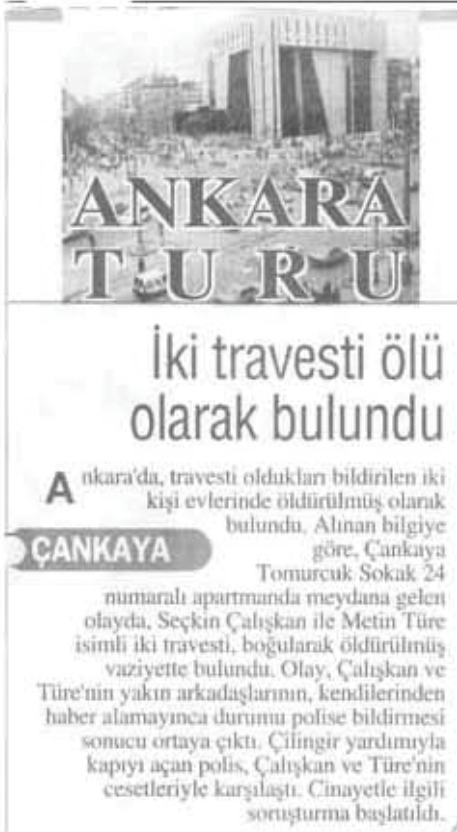 ANKARA
TURU
İki travesti ölü
olarak bulundu
Ankara'da, travesti oldukları bildirilen iki
kişi evlerinde öldürülmüş olarak
bulundu. Alınan bilgiye
ÇANKAYA
göre, Çankaya
Tomurcuk Sokak 24
numaralı apartmanda meydana gelen
olayda, Seçkin Çalışkan ile Metin Türe
isimli iki travesti, boğularak öldürülmüş
vaziyette bulundu. Olay, Çalışkan ve
Türe'nin yakın arkadaşlarının, kendilerinden
haber alamayınca durumu polise bildirmesi
sonucu ortaya çıktı. Çilingir yardımıyla
kapıyı açan polis, Çalışkan ve Türe'nin
cesetleriyle karşılaştı. Cinayetle ilgili
soruşturma başlatıldı.